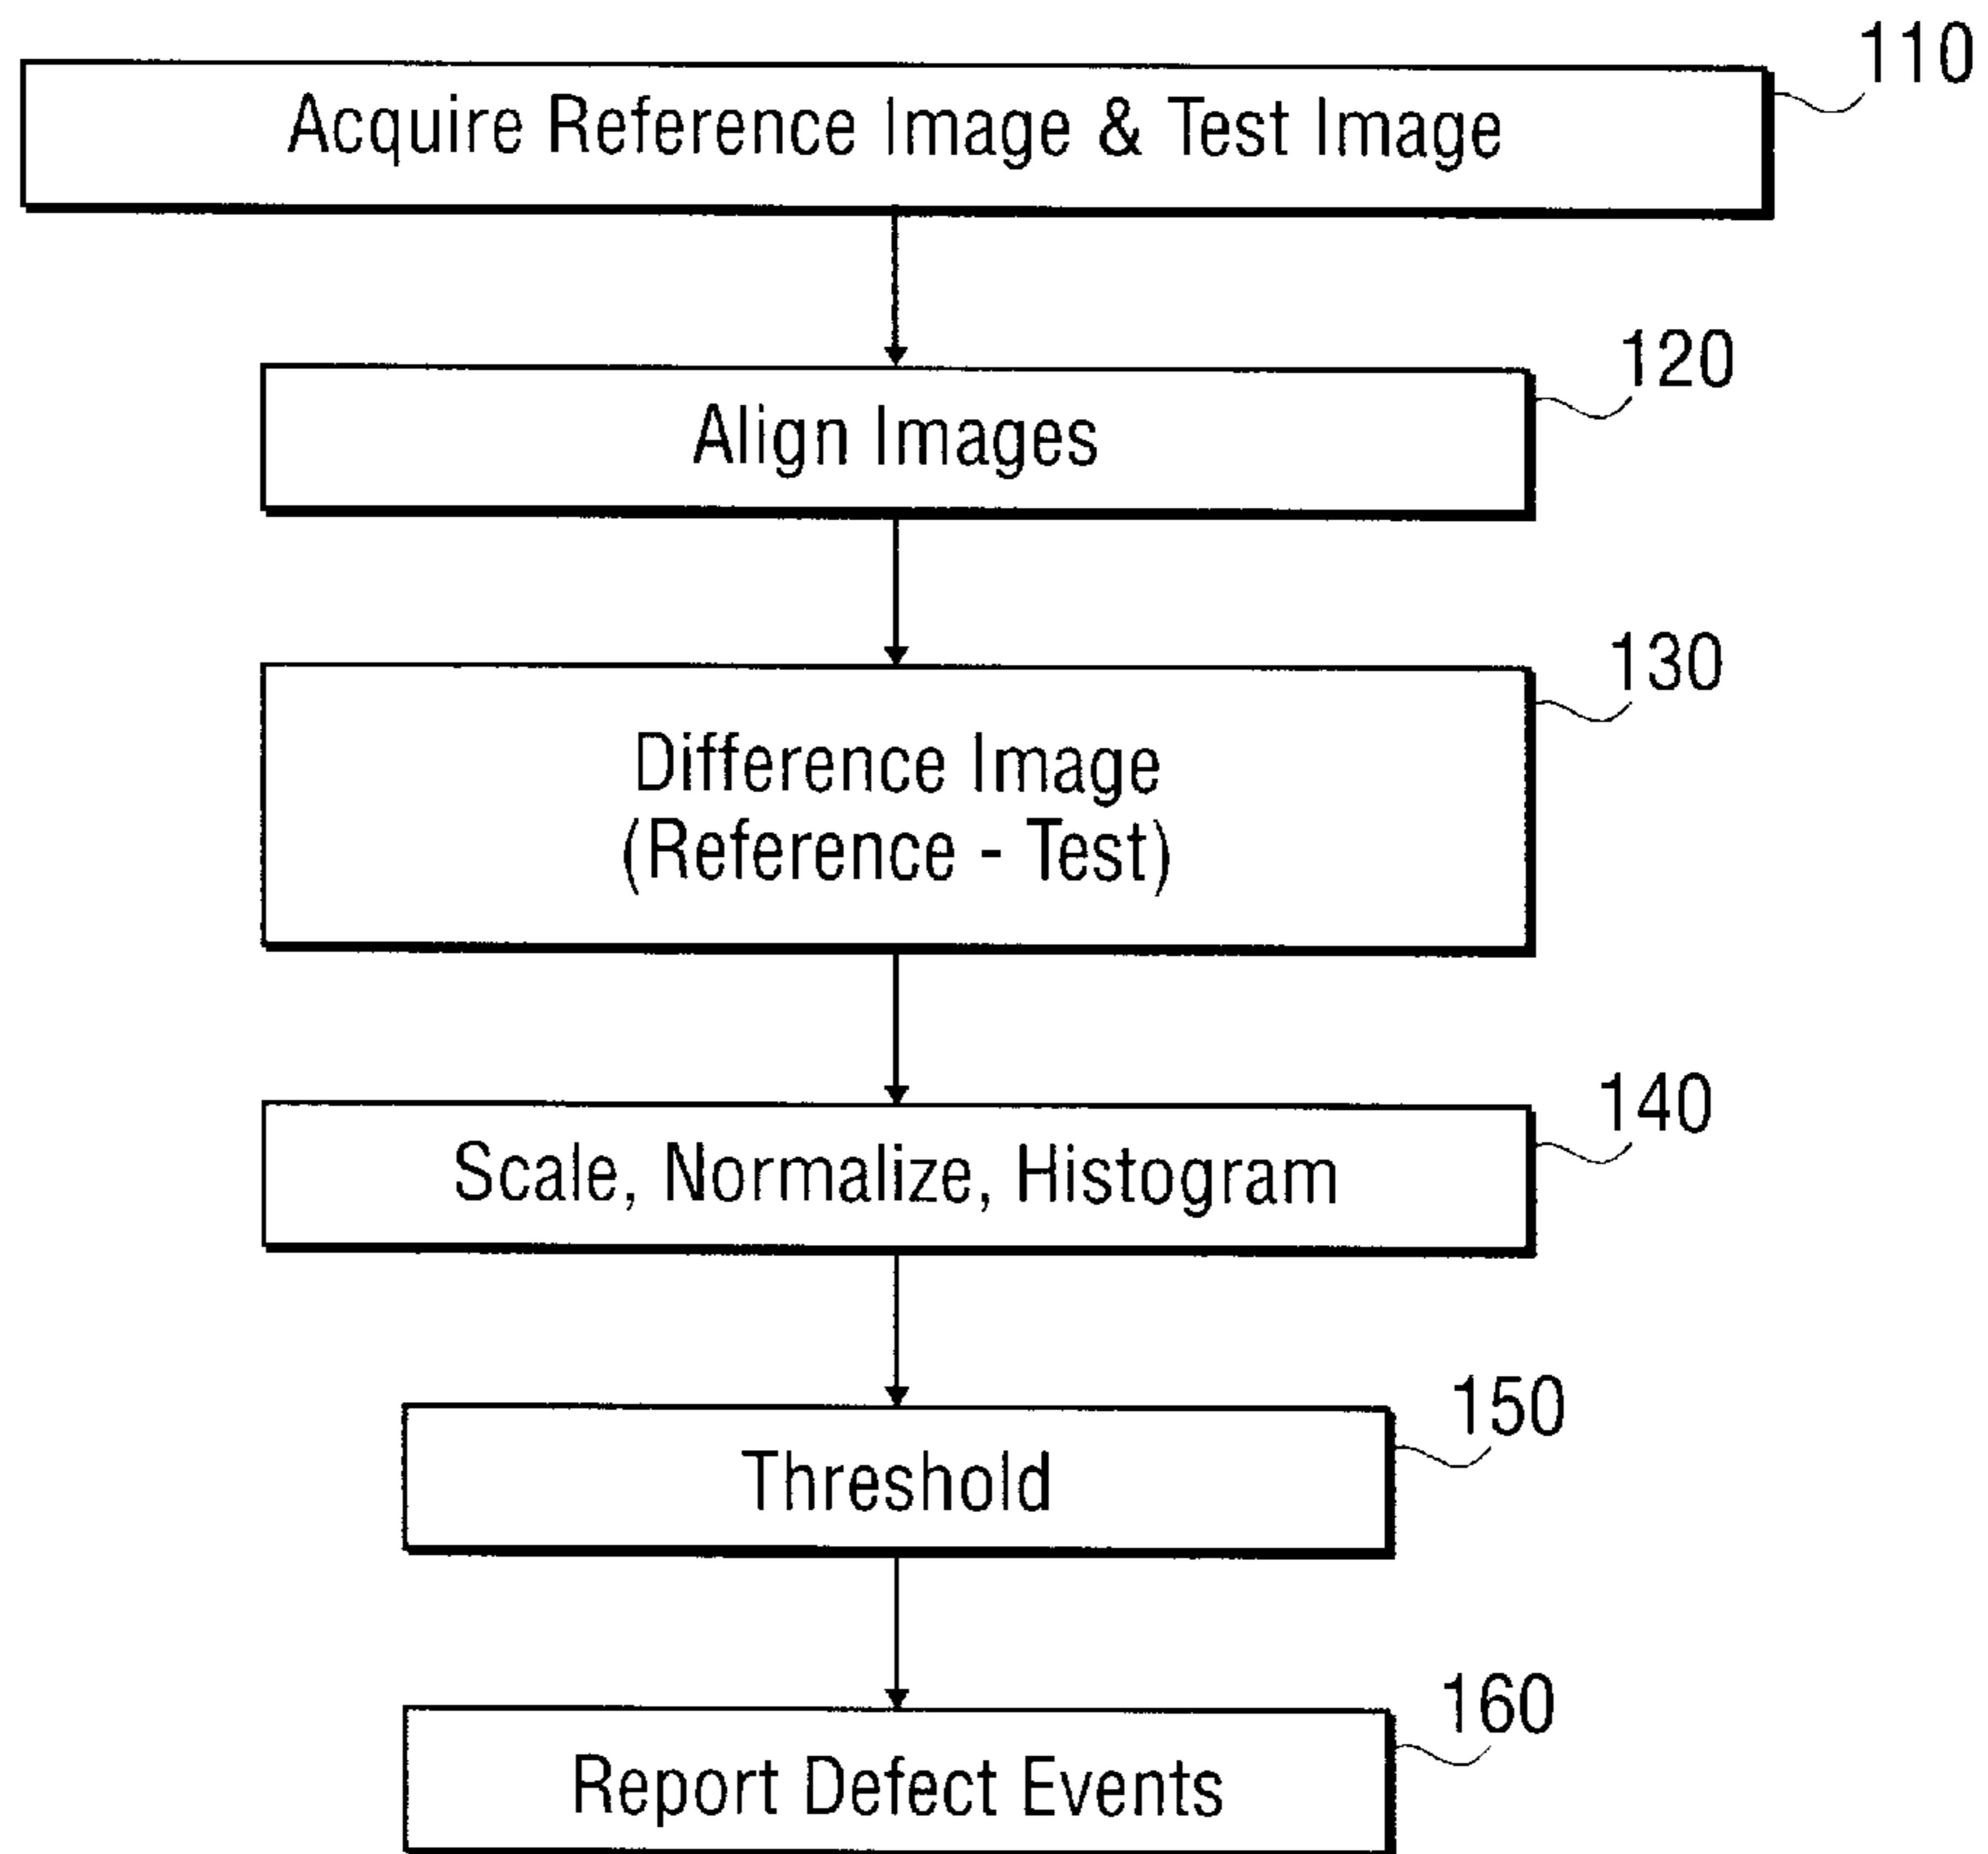 110
Acquire Reference Image & Test Image
120
Align Images
130
Difference Image
(Reference - Test)
140
Scale, Normalize, Histogram
150
Threshold
160
Report Defect Events